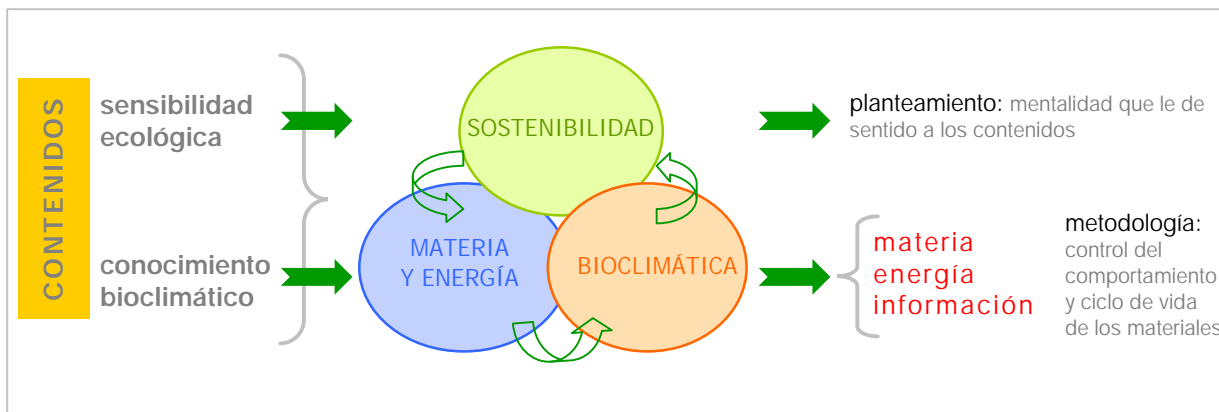 CONTENIDOS
sensibilidad
ecológica
conocimiento
bioclimático
SOSTENIBILIDAD
MATERIA
Y ENERGÍA
BIOCLIMÁTICA
planteamiento: mentalidad que le de
sentido a los contenidos
materia
energía
información
metodología:
control del
comportamiento
y ciclo de vida
de los materiales